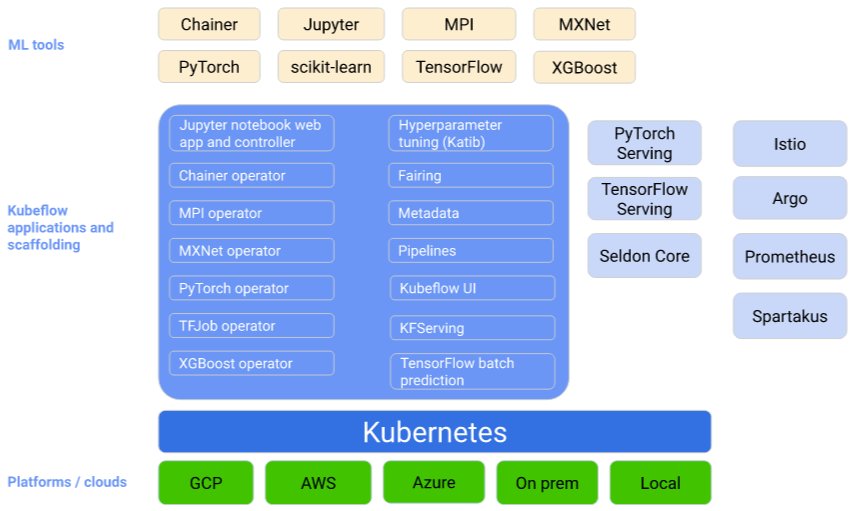 ML tools
Chainer
Jupyter
MPI
MXNet
PyTorch
scikit-learn
TensorFlow
XGBoost
Kubeflow
applications and
scaffolding
Jupyter notebook web
app and controller
Chainer operator
MPI operator
MXNet operator
PyTorch operator
TFJob operator
XGBoost operator
Hyperparameter
tuning (Katib)
Fairing
Metadata
Pipelines
Kubeflow UI
KFServing
TensorFlow batch
prediction
PyTorch
Serving
TensorFlow
Serving
Seldon Core
Istio
Argo
Prometheus
Spartakus
Kubernetes
Platforms / clouds
GCP
AWS
Azure
On prem
Local